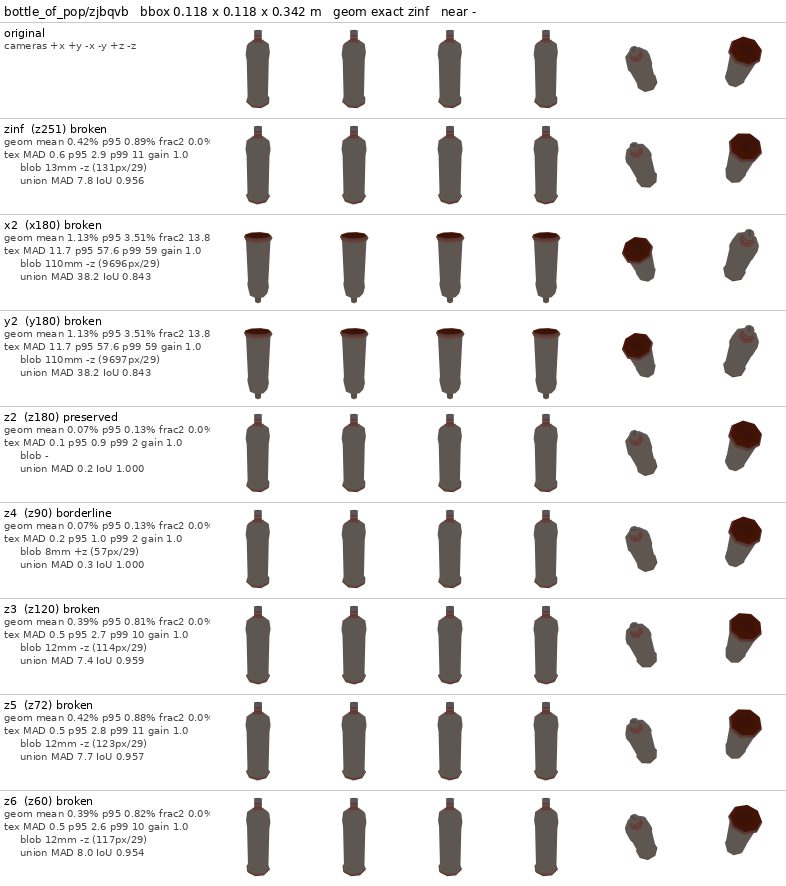 bottle_of_pop/zjbqvb   bbox 0.118 x 0.118 x 0.342 m   geom exact zinf   near -
original
cameras +x +y -x -y +z -z
zinf  (z251) broken
geom mean 0.42% p95 0.89% frac2 0.0%
tex MAD 0.6 p95 2.9 p99 11 gain 1.0
blob 13mm -z (131px/29)
union MAD 7.8 IoU 0.956
x2  (x180) broken
geom mean 1.13% p95 3.51% frac2 13.8
tex MAD 11.7 p95 57.6 p99 59 gain 1.0
blob 110mm -z (9696px/29)
union MAD 38.2 IoU 0.843
y2  (y180) broken
geom mean 1.13% p95 3.51% frac2 13.8
tex MAD 11.7 p95 57.6 p99 59 gain 1.0
blob 110mm -z (9697px/29)
union MAD 38.2 IoU 0.843
z2  (z180) preserved
geom mean 0.07% p95 0.13% frac2 0.0%
tex MAD 0.1 p95 0.9 p99 2 gain 1.0
blob -
union MAD 0.2 IoU 1.000
z4  (z90) borderline
geom mean 0.07% p95 0.13% frac2 0.0%
tex MAD 0.2 p95 1.0 p99 2 gain 1.0
blob 8mm +z (57px/29)
union MAD 0.3 IoU 1.000
z3  (z120) broken
geom mean 0.39% p95 0.81% frac2 0.0%
tex MAD 0.5 p95 2.7 p99 10 gain 1.0
blob 12mm -z (114px/29)
union MAD 7.4 IoU 0.959
z5  (z72) broken
geom mean 0.42% p95 0.88% frac2 0.0%
tex MAD 0.5 p95 2.8 p99 11 gain 1.0
blob 12mm -z (123px/29)
union MAD 7.7 IoU 0.957
z6  (z60) broken
geom mean 0.39% p95 0.82% frac2 0.0%
tex MAD 0.5 p95 2.6 p99 10 gain 1.0
blob 12mm -z (117px/29)
union MAD 8.0 IoU 0.954